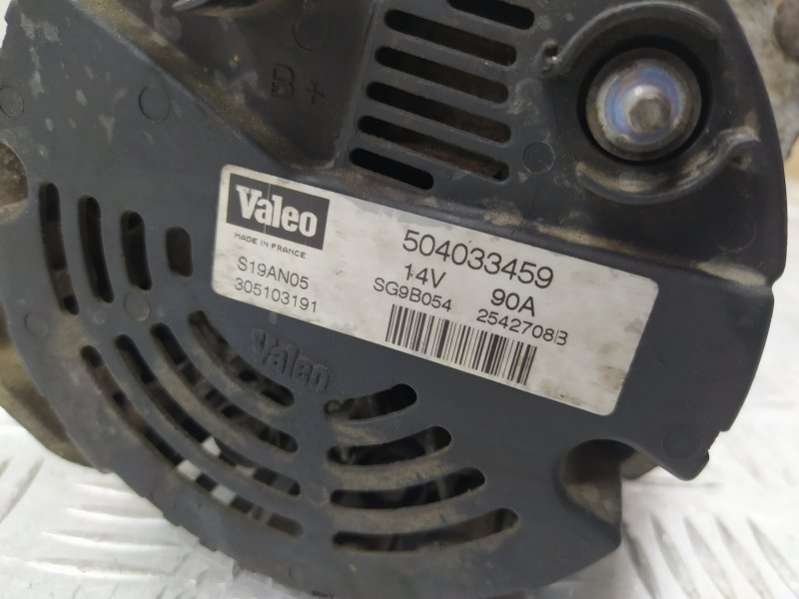 B+
Valeo
MADE IN FRANCE
504033459
14V 90A
S19AN05
SG9B054 2542708B
305103191
Valeo